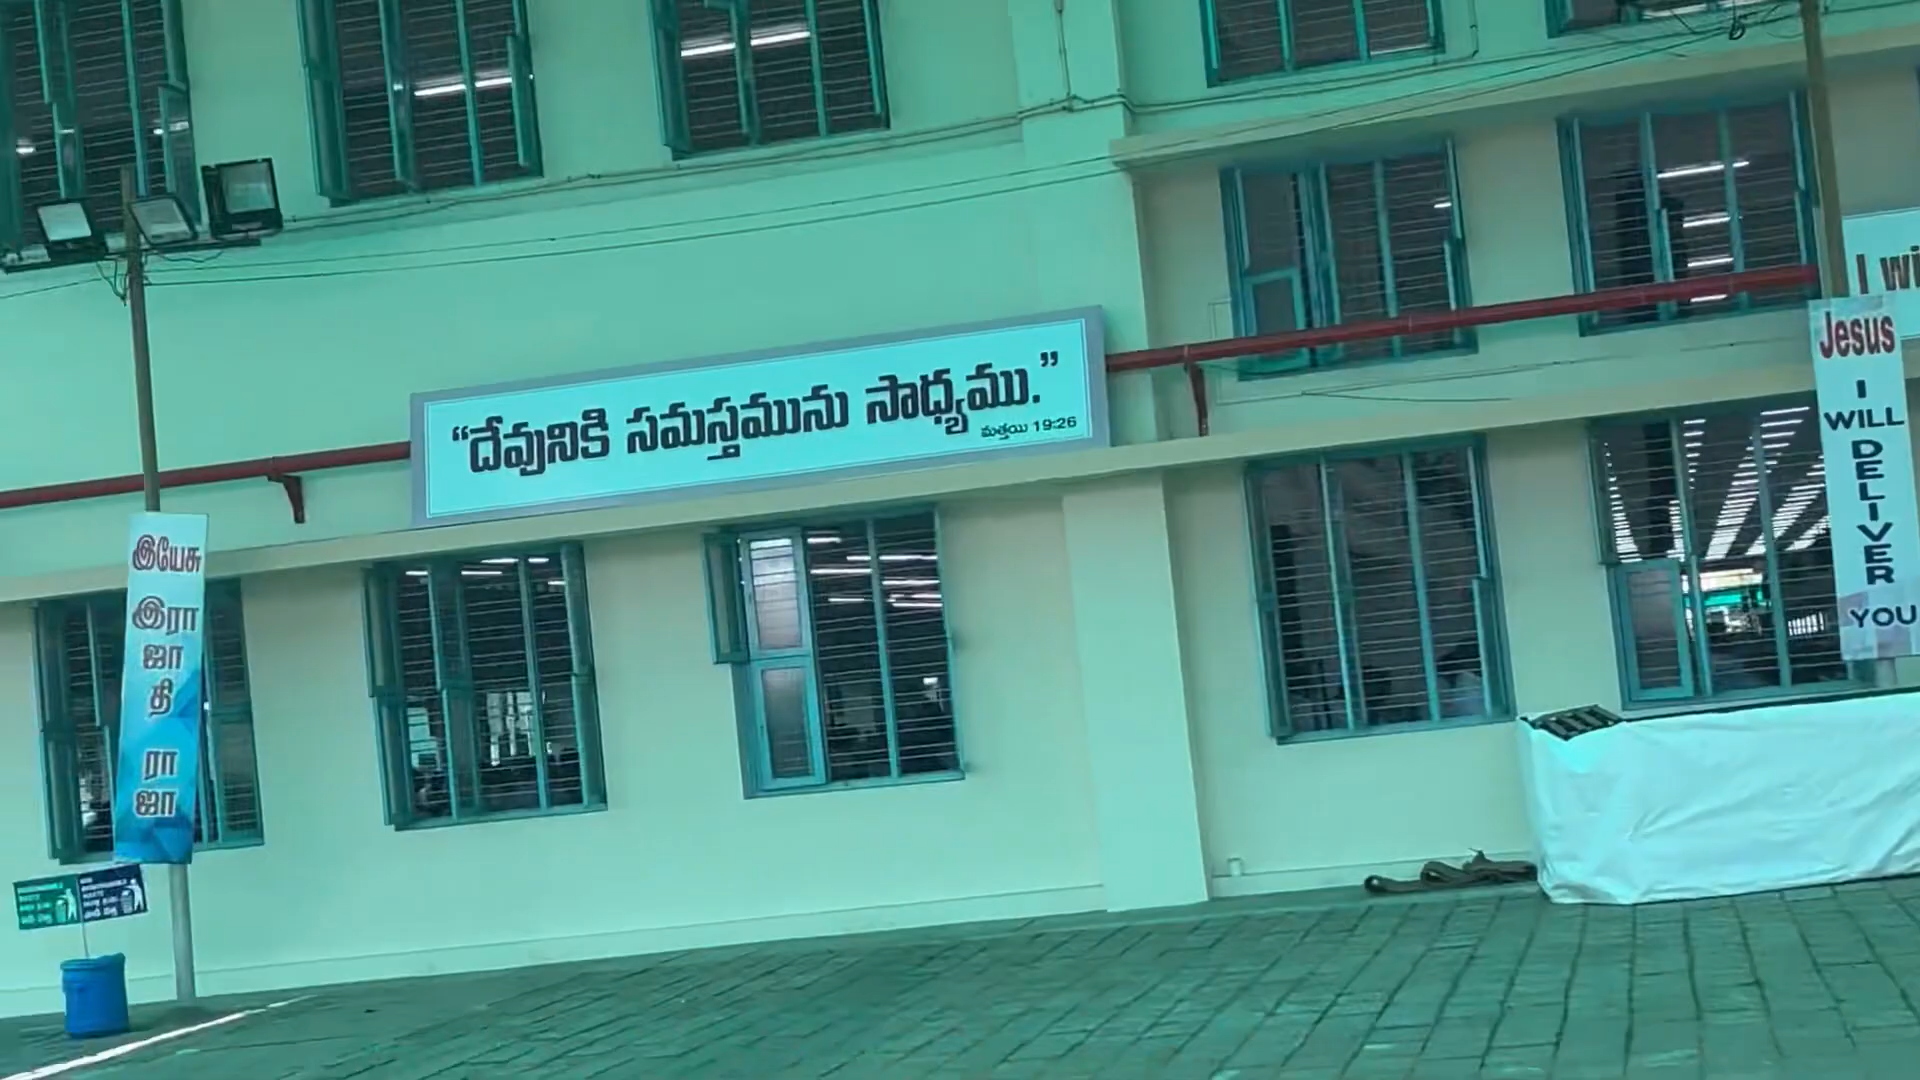 “దేవునికి సమస్తమును సాధ్యము.”
మత్తయి 19:26
இயேசு
இரா
ஜா
தி
ரா
ஜா
I
Jesus
I
WILL
DELIVER
YOU